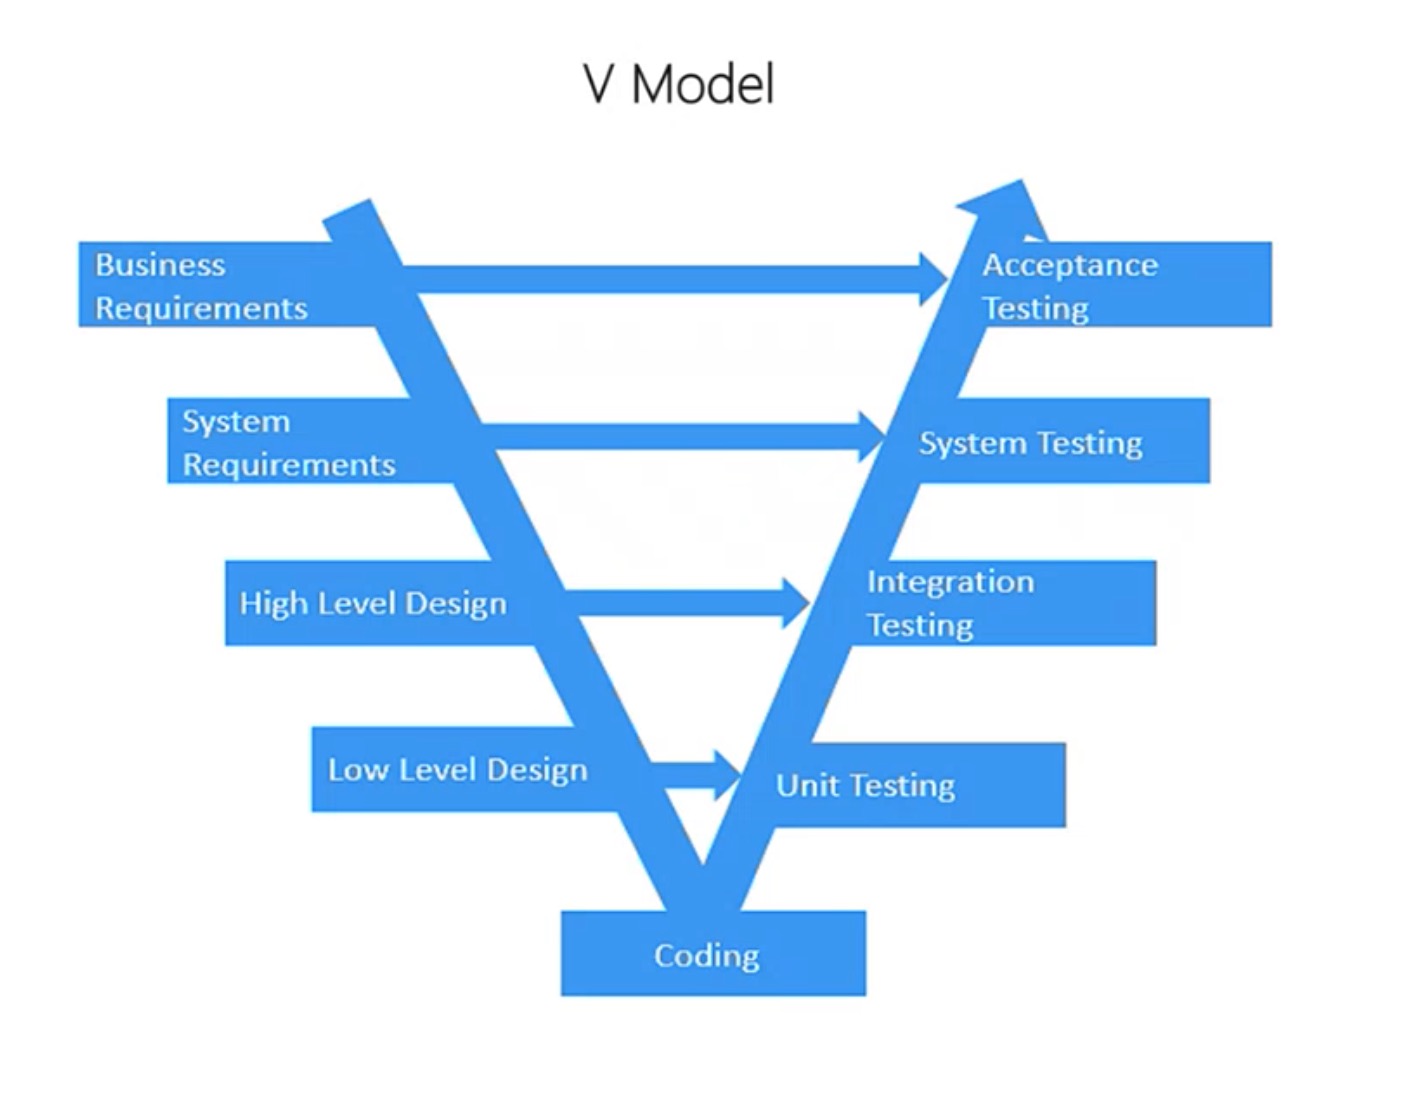 V Model
Business
Requirements
Acceptance
Testing
System
Requirements
System Testing
High Level Design
Integration
Testing
Low Level Design
Unit Testing
Coding